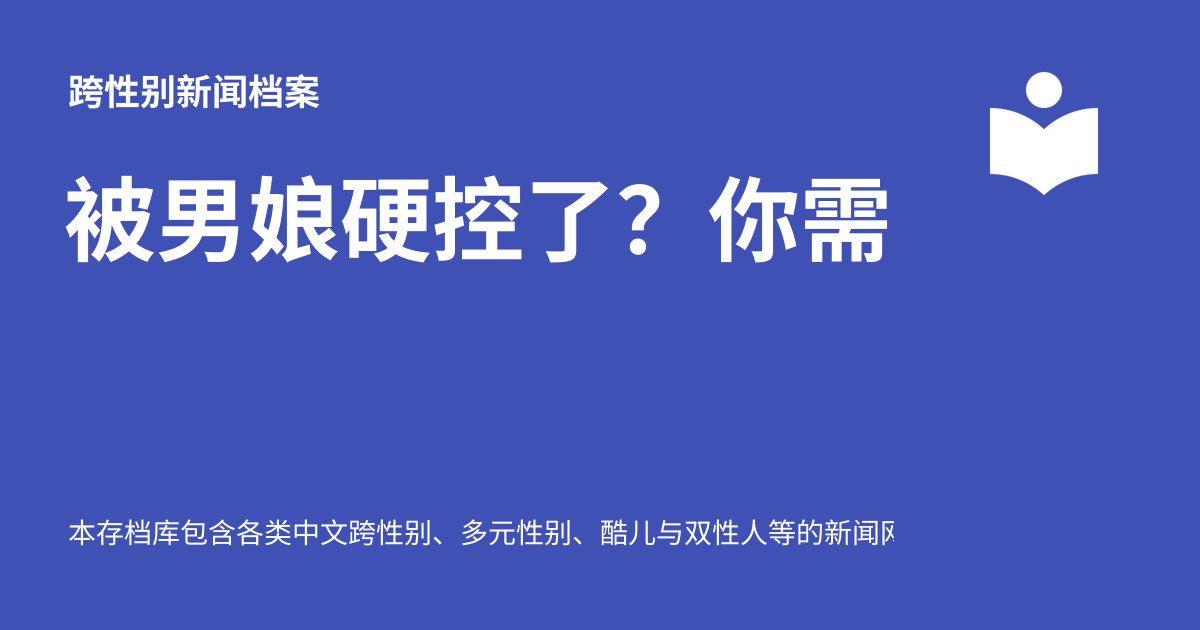 跨性别新闻档案
被男娘硬控了？你需
本存档库包含各类中文跨性别、多元性别、酷儿与双性人等的新闻网